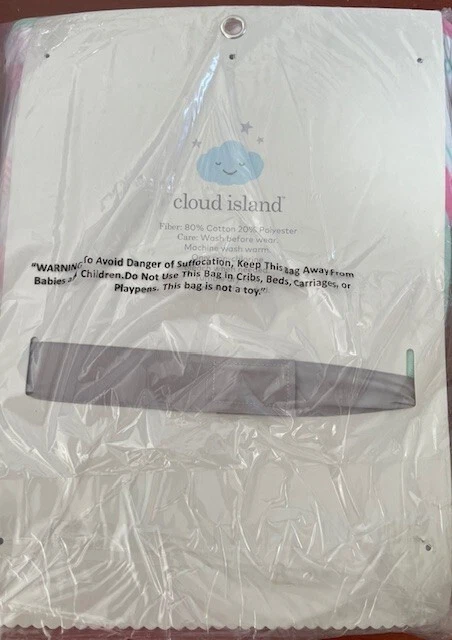 cloud island™
Fiber: 80% Cotton 20% Polyester
Care: Wash before wear.
Machine wash warm.
"WARNING To Avoid Danger of Suffocation, Keep This Bag Away From
Babies and Children.Do Not Use This Bag in Cribs, Beds, Carriages, or
Playpens. This bag is not a toy."